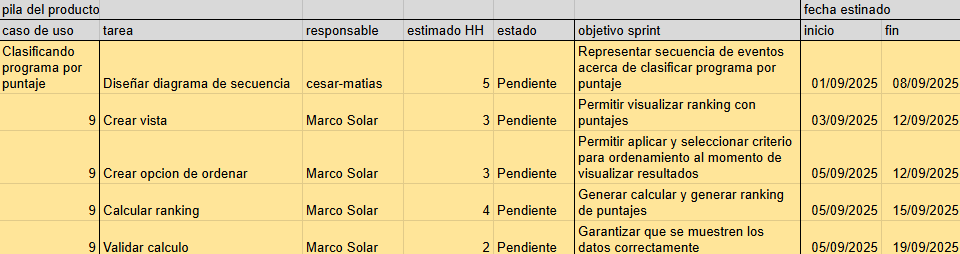 pila del producto fecha estinado
caso de uso tarea responsable estimado HH estado objetivo sprint inicio fin
Clasificando programa por puntaje Diseñar diagrama de secuencia cesar-matias 5 Pendiente Representar secuencia de eventos acerca de clasificar programa por puntaje 01/09/2025 08/09/2025
9 Crear vista Marco Solar 3 Pendiente Permitir visualizar ranking con puntajes 03/09/2025 12/09/2025
9 Crear opcion de ordenar Marco Solar 3 Pendiente Permitir aplicar y seleccionar criterio para ordenamiento al momento de visualizar resultados 05/09/2025 12/09/2025
9 Calcular ranking Marco Solar 4 Pendiente Generar calcular y generar ranking de puntajes 05/09/2025 15/09/2025
9 Validar calculo Marco Solar 2 Pendiente Garantizar que se muestren los datos correctamente 05/09/2025 19/09/2025